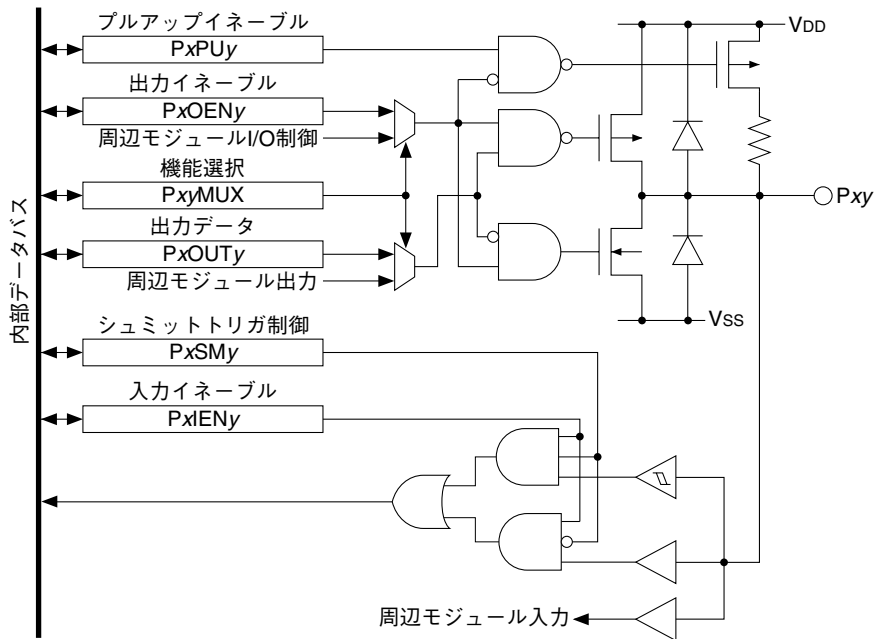 プルアップイネーブル
PxPUy
VDD
出力イネーブル
PxOENy
周辺モジュールI/O制御
機能選択
PxyMUX
Pxy
出力データ
PxOUTy
周辺モジュール出力
内部データバス
シュミットトリガ制御
VSS
PxSMy
入力イネーブル
PxIENy
周辺モジュール入力